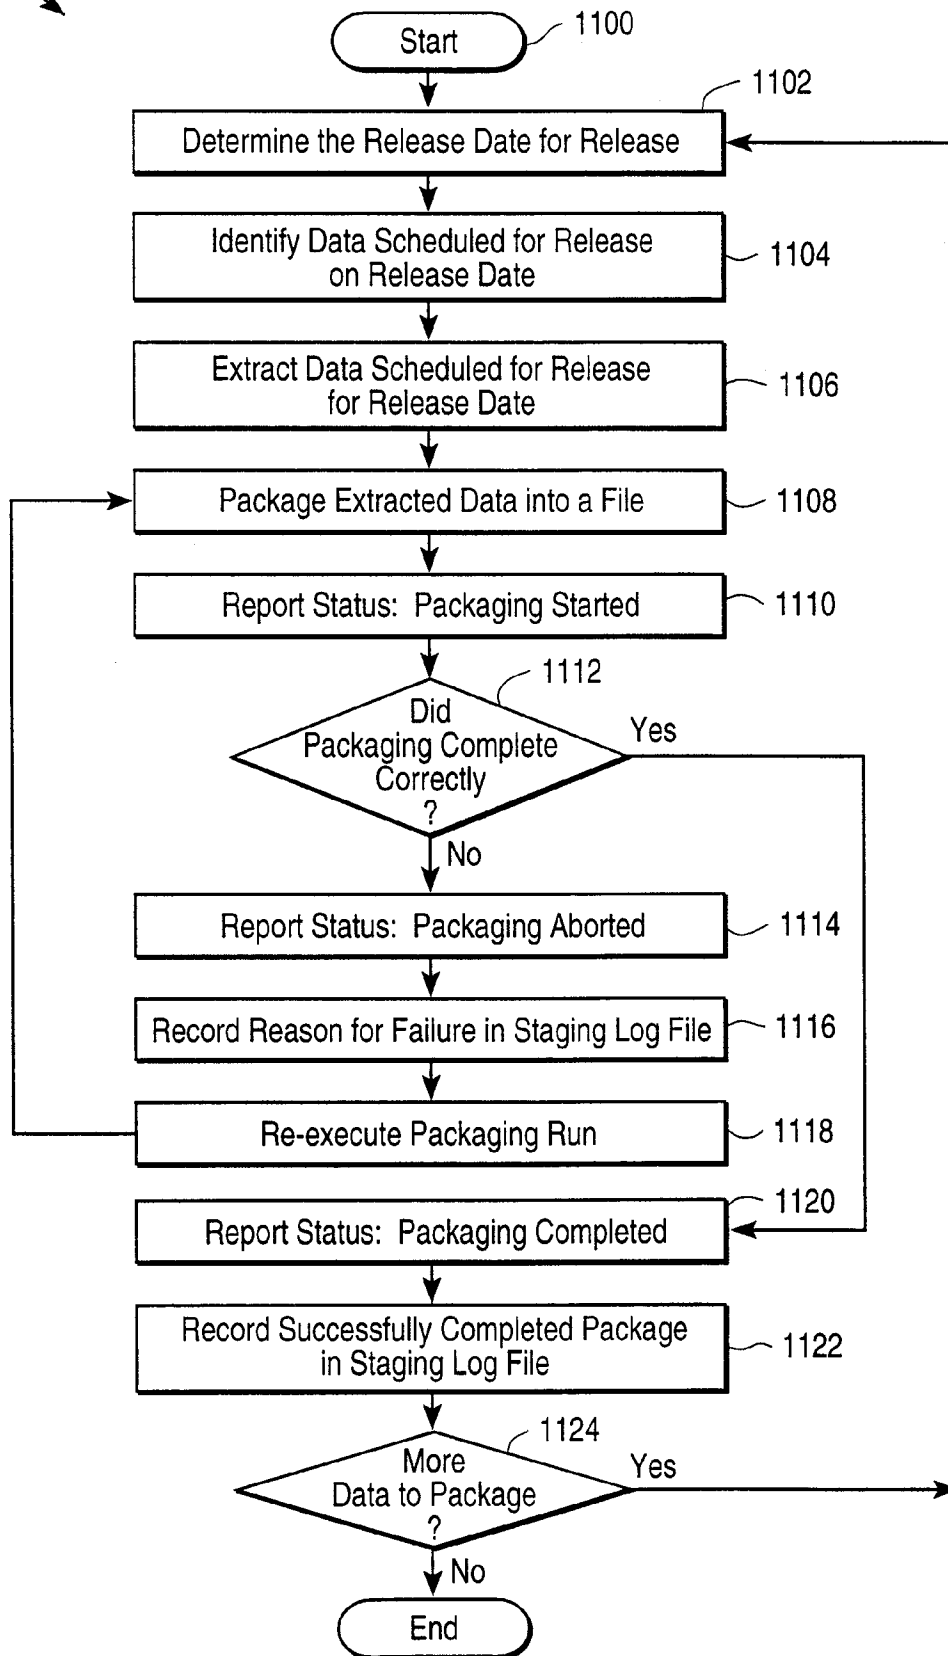 Start
1100
1102
Determine the Release Date for Release
Identify Data Scheduled for Release
on Release Date
1104
Extract Data Scheduled for Release
for Release Date
1106
Package Extracted Data into a File
1108
Report Status: Packaging Started
1110
1112
Did
Packaging Complete
Correctly
?
Yes
No
Report Status: Packaging Aborted
1114
Record Reason for Failure in Staging Log File
1116
Re-execute Packaging Run
1118
1120
Report Status: Packaging Completed
Record Successfully Completed Package
in Staging Log File
1122
1124
More
Data to Package
?
Yes
No
End